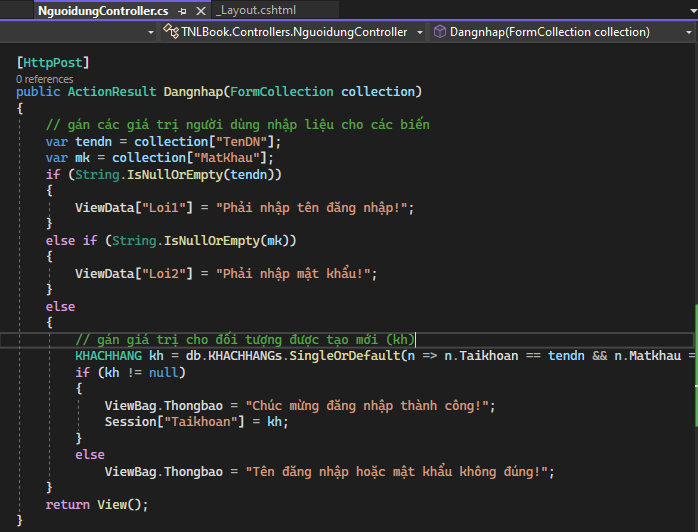 NguoidungController.cs
_Layout.cshtml
TNLBook.Controllers.NguoidungController
Dangnhap(FormCollection collection)
[HttpPost]
0 references
public ActionResult Dangnhap(FormCollection collection)
{
// gán các giá trị người dùng nhập liệu cho các biến
var tendn = collection["TenDN"];
var mk = collection["MatKhau"];
if (String.IsNullOrEmpty(tendn))
{
ViewData["Loi1"] = "Phải nhập tên đăng nhập!";
}
else if (String.IsNullOrEmpty(mk))
{
ViewData["Loi2"] = "Phải nhập mật khẩu!";
}
else
{
// gán giá trị cho đối tượng được tạo mới (kh)
KHACHHANG kh = db.KHACHHANGs.SingleOrDefault(n => n.Taikhoan == tendn && n.Matkhau =
if (kh != null)
{
ViewBag.Thongbao = "Chúc mừng đăng nhập thành công!";
Session["Taikhoan"] = kh;
}
else
ViewBag.Thongbao = "Tên đăng nhập hoặc mật khẩu không đúng!";
}
return View();
}